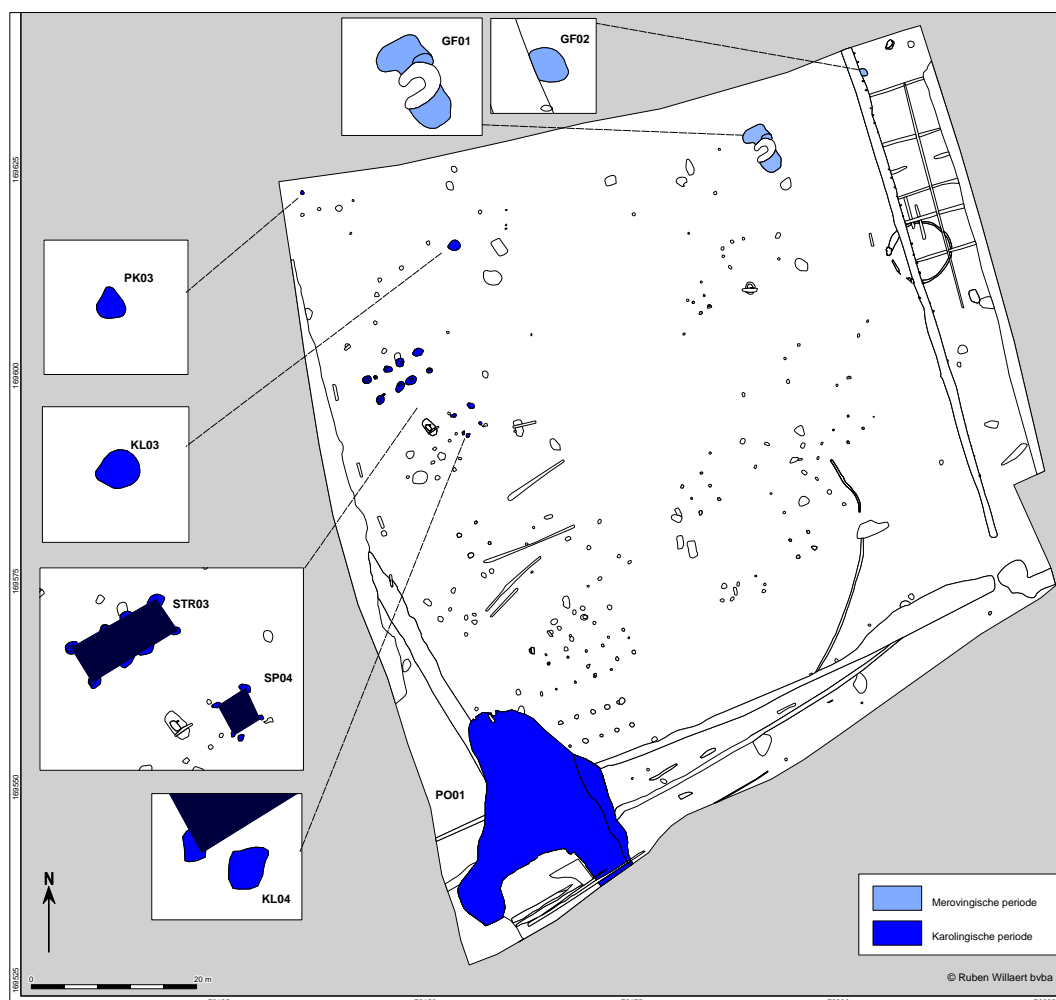 GF01
GF02
PK03
KL03
STR03
SP04
KL04
PO01
169625
169600
169575
169550
169525
N
0
20 m
Merovingische periode
Karolingische periode
© Ruben Willaert bvba